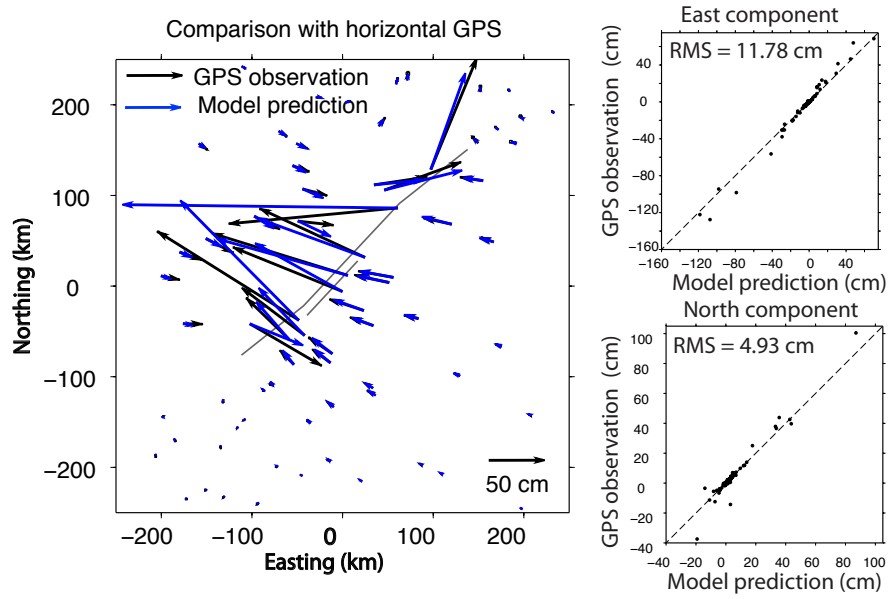 Comparison with horizontal GPS
GPS observation
Model prediction
200
100
0
−100
−200
Northing (km)
50 cm
−200
−100
0
100
200
Easting (km)
East component
RMS = 11.78 cm
40
0
−40
−80
−120
−160
GPS observation (cm)
−160
−120
−80
−40
0
40
Model prediction (cm)
North component
RMS = 4.93 cm
100
80
60
40
20
0
−20
−40
GPS observation (cm)
−40
−20
0
20
40
60
80
100
Model prediction (cm)